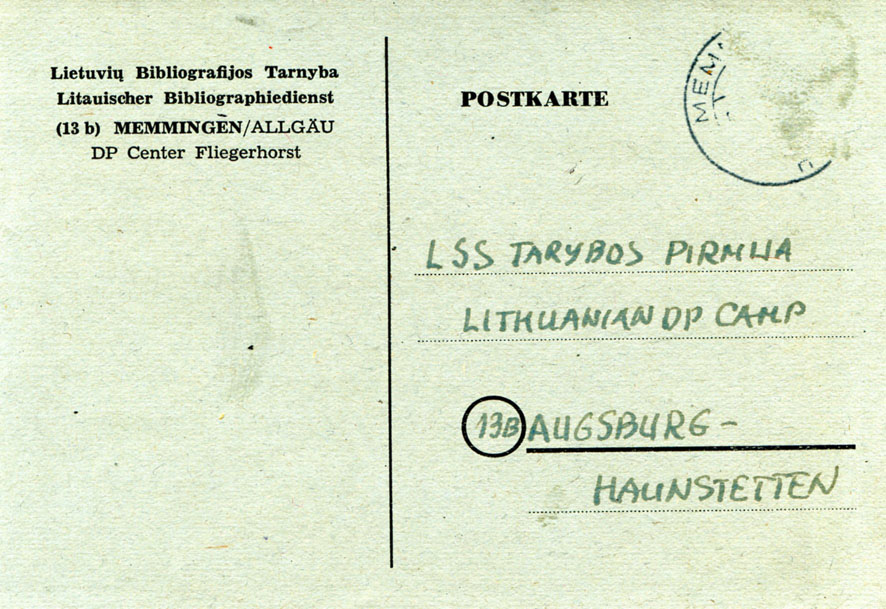 Lietuvių Bibliografijos Tarnyba
Litauischer Bibliographiedienst
(13 b) MEMMINGEN/ALLGÄU
DP Center Fliegerhorst
POSTKARTE
MEM
LSS TARYBOS PIRMIJA
LITHUANIAN DP CAMP
13B AUGSBURG-
HAUNSTETTEN